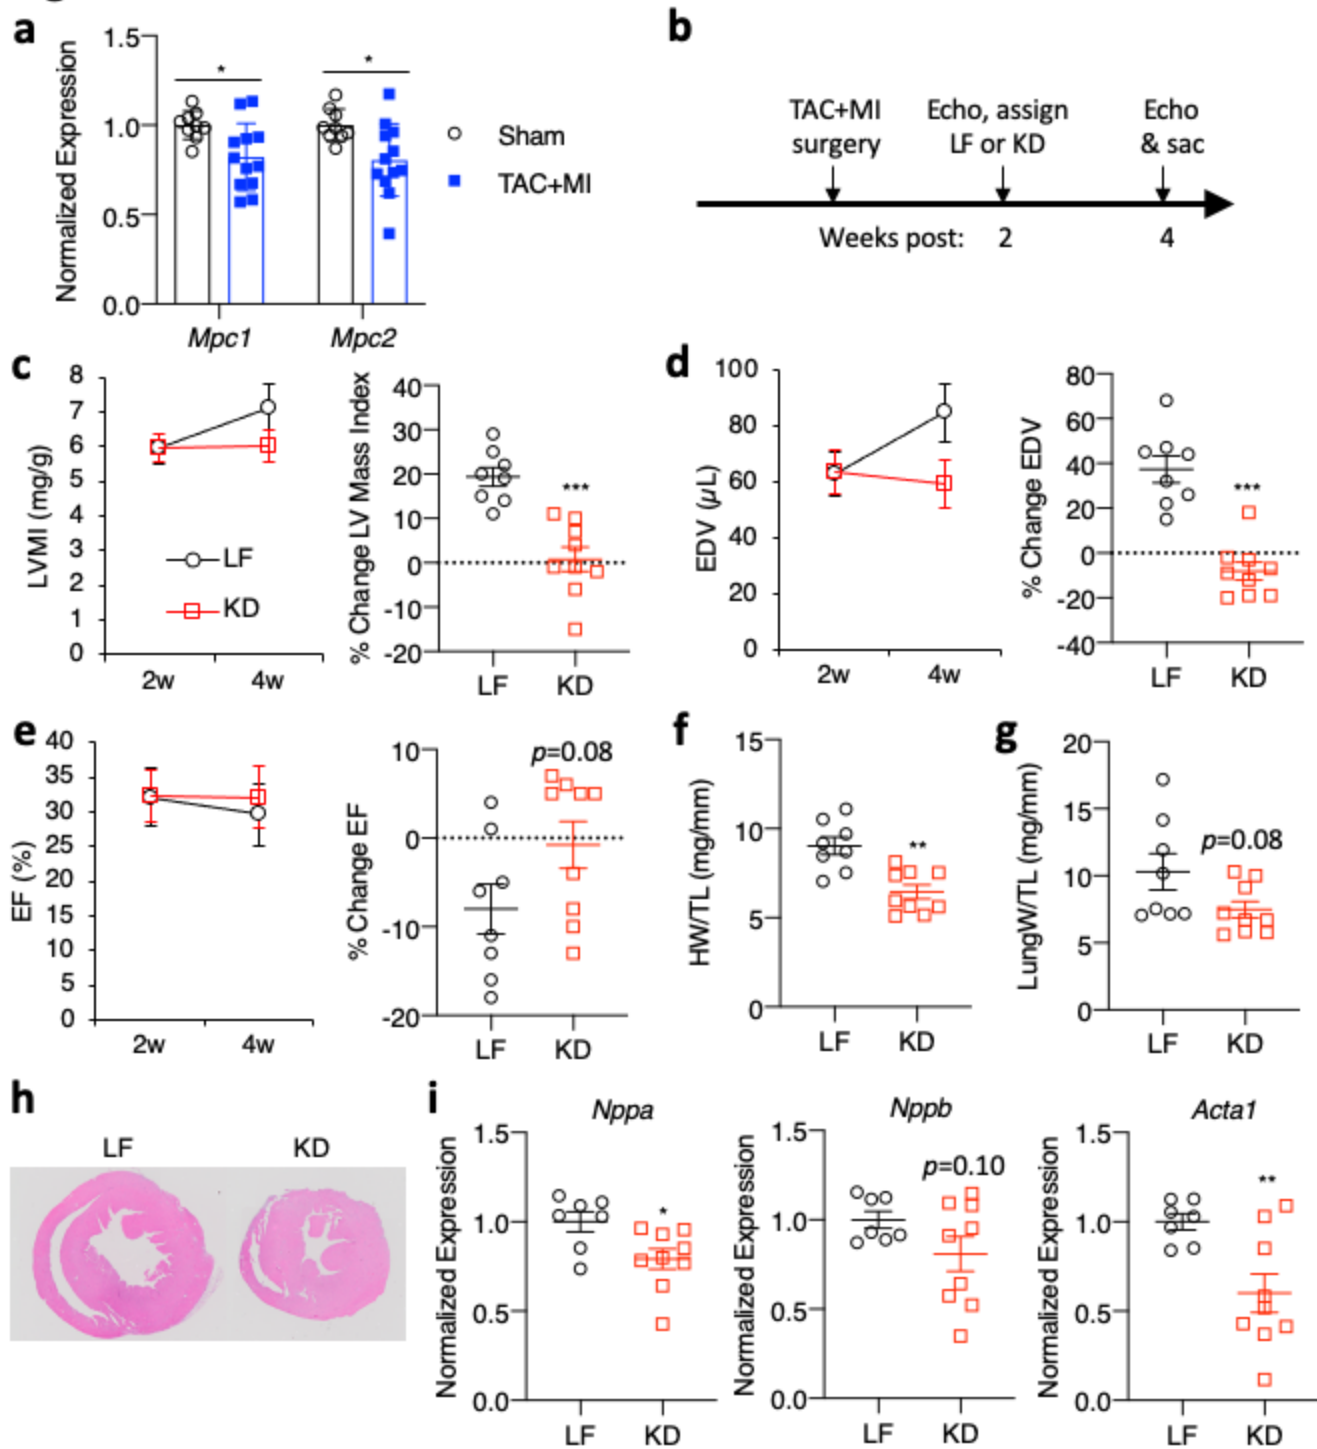 a
1.5
1.0
0.5
0.0
Normalized Expression
*
*
Mpc1
Mpc2
Sham
TAC+MI
b
TAC+MI
surgery
Echo, assign
LF or KD
Echo
& sac
Weeks post:
2
4
c
8
7
6
5
4
3
2
1
0
LVMI (mg/g)
LF
KD
2w
4w
40
30
20
10
0
-10
-20
% Change LV Mass Index
***
LF
KD
d
100
80
60
40
20
0
EDV (µL)
2w
4w
80
60
40
20
0
-20
-40
% Change EDV
***
LF
KD
e
40
35
30
25
20
15
10
5
0
EF (%)
2w
4w
10
0
-10
-20
% Change EF
p=0.08
LF
KD
f
15
10
5
0
HW/TL (mg/mm)
**
LF
KD
g
20
15
10
5
0
LungW/TL (mg/mm)
p=0.08
LF
KD
h
LF
KD
i
Nppa
1.5
1.0
0.5
0.0
Normalized Expression
*
LF
KD
Nppb
1.5
1.0
0.5
0.0
Normalized Expression
p=0.10
LF
KD
Acta1
1.5
1.0
0.5
0.0
Normalized Expression
**
LF
KD